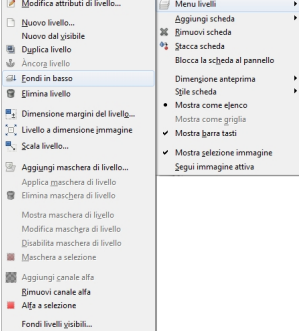 Modifica attributi di livello...
Nuovo livello...
Nuovo dal visibile
Duplica livello
Àncora livello
Fondi in basso
Elimina livello
Dimensione margini del livello...
Livello a dimensione immagine
Scala livello...
Aggiungi maschera di livello...
Applica maschera di livello
Elimina maschera di livello
Mostra maschera di livello
Modifica maschera di livello
Disabilita maschera di livello
Maschera a selezione
Aggiungi canale alfa
Rimuovi canale alfa
Alfa a selezione
Fondi livelli visibili...
Menu livelli
Aggiungi scheda
Rimuovi scheda
Stacca scheda
Blocca la scheda al pannello
Dimensione anteprima
Stile scheda
Mostra come elenco
Mostra come griglia
Mostra barra tasti
Mostra selezione immagine
Segui immagine attiva